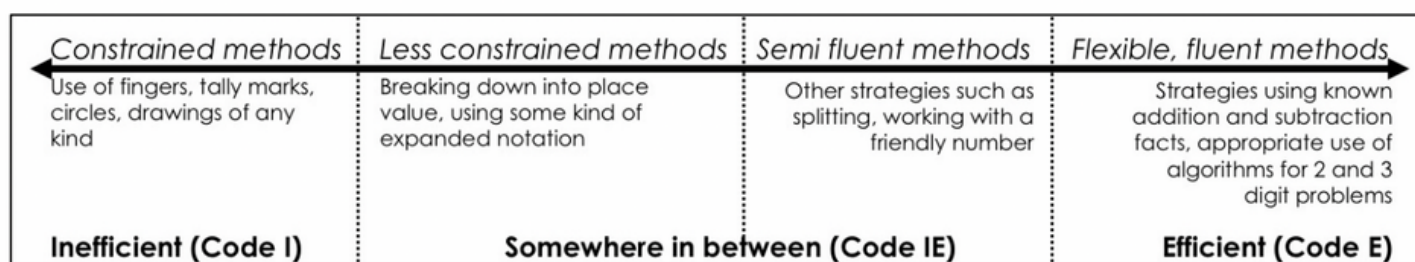 Constrained methods
Use of fingers, tally marks,
circles, drawings of any
kind
Less constrained methods
Breaking down into place
value, using some kind of
expanded notation
Semi fluent methods
Other strategies such as
splitting, working with a
friendly number
Flexible, fluent methods
Strategies using known
addition and subtraction
facts, appropriate use of
algorithms for 2 and 3
digit problems
Inefficient (Code I)
Somewhere in between (Code IE)
Efficient (Code E)